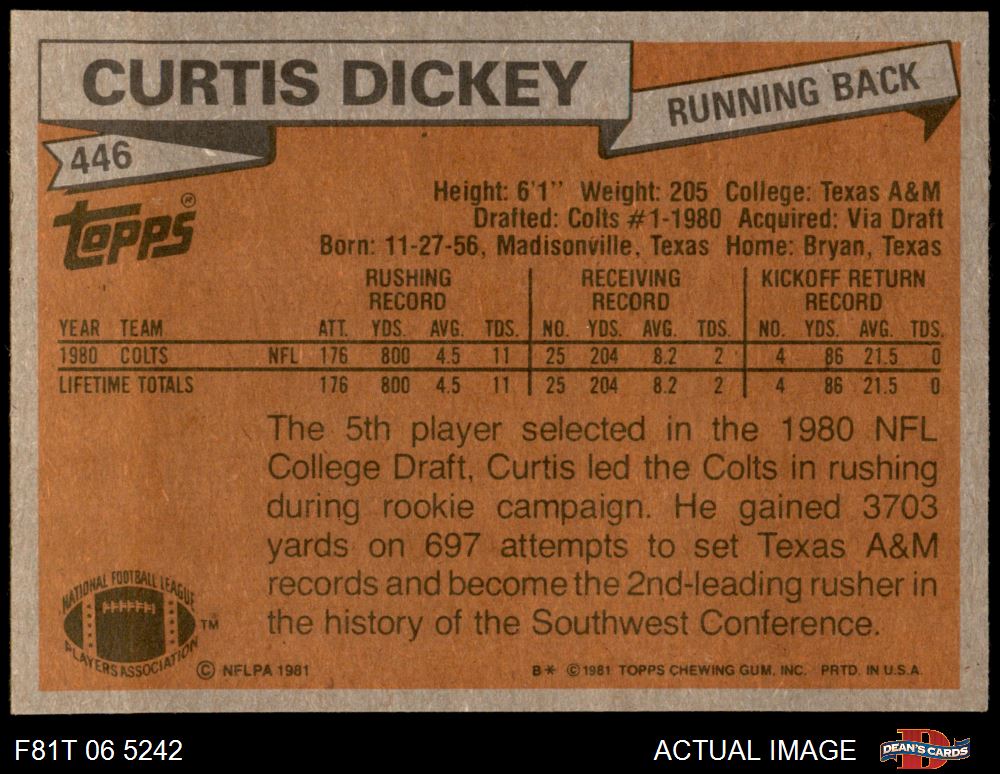 CURTIS DICKEY
RUNNING BACK
446
TOPPS®
Height: 6'1" Weight: 205 College: Texas A&M
Drafted: Colts #1-1980 Acquired: Via Draft
Born: 11-27-56, Madisonville, Texas Home: Bryan, Texas
RUSHING RECORD RECEIVING RECORD KICKOFF RETURN RECORD
YEAR TEAM ATT. YDS. AVG. TDS. NO. YDS. AVG. TDS. NO. YDS. AVG. TDS.
1980 COLTS NFL 176 800 4.5 11 25 204 8.2 2 4 86 21.5 0
LIFETIME TOTALS 176 800 4.5 11 25 204 8.2 2 4 86 21.5 0
The 5th player selected in the 1980 NFL
College Draft, Curtis led the Colts in rushing
during rookie campaign. He gained 3703
yards on 697 attempts to set Texas A&M
records and become the 2nd-leading rusher in
the history of the Southwest Conference.
NATIONAL FOOTBALL LEAGUE
PLAYERS ASSOCIATION
TM
© NFLPA 1981
B* ©1981 TOPPS CHEWING GUM, INC. PRTD. IN U.S.A.
F81T 06 5242
ACTUAL IMAGE
B
DEAN'S CARDS